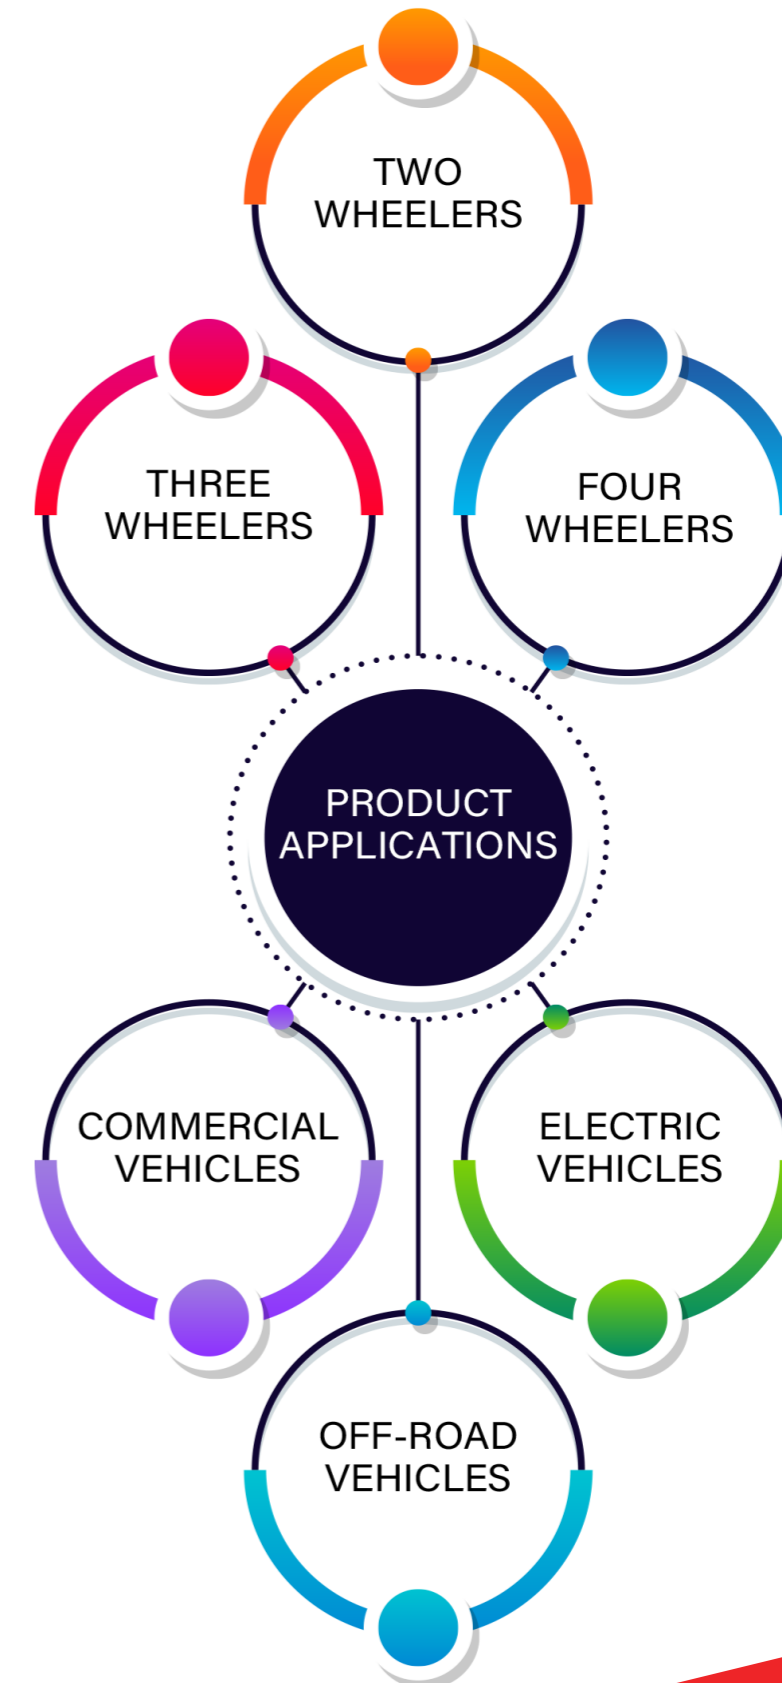 TWO
WHEELERS
THREE
WHEELERS
FOUR
WHEELERS
PRODUCT
APPLICATIONS
COMMERCIAL
VEHICLES
ELECTRIC
VEHICLES
OFF-ROAD
VEHICLES